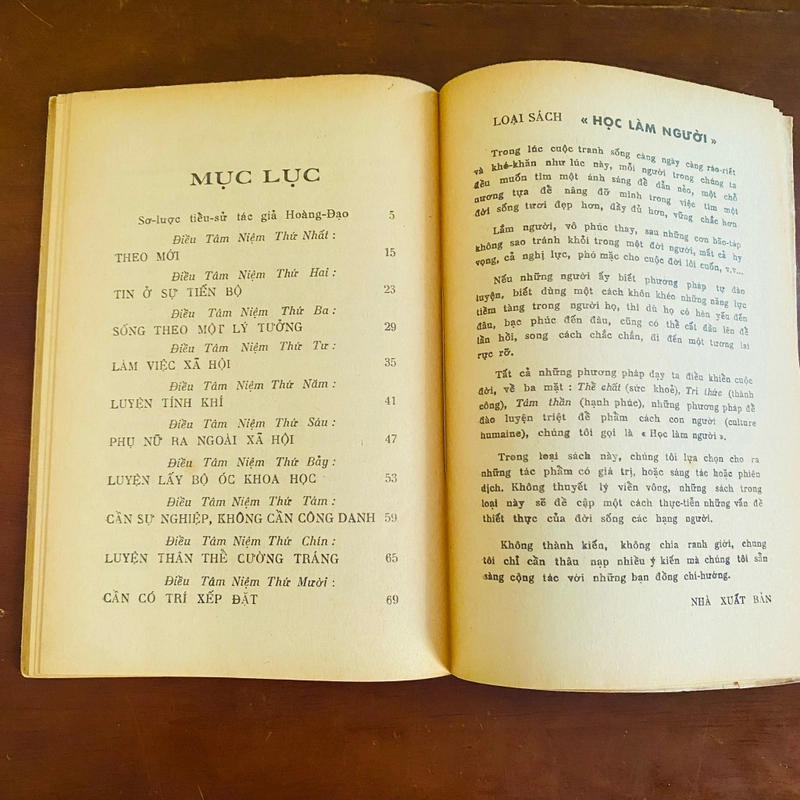 MỤC LỤC
Sơ-lược tiểu-sử tác giả Hoàng-Đạo 5
Điều Tâm Niệm Thứ Nhất :
THEO MỚI 15
Điều Tâm Niệm Thứ Hai :
TIN Ở SỰ TIẾN BỘ 23
Điều Tâm Niệm Thứ Ba :
SỐNG THEO MỘT LÝ TƯỞNG 29
Điều Tâm Niệm Thứ Tư :
LÀM VIỆC XÃ HỘI 35
Điều Tâm Niệm Thứ Năm :
LUYỆN TÍNH KHÍ 41
Điều Tâm Niệm Thứ Sáu :
PHỤ NỮ RA NGOÀI XÃ HỘI 47
Điều Tâm Niệm Thứ Bảy :
LUYỆN LẤY BỘ ÓC KHOA HỌC 53
Điều Tâm Niệm Thứ Tám :
CẦN SỰ NGHIỆP, KHÔNG CẦN CÔNG DANH 59
Điều Tâm Niệm Thứ Chín :
LUYỆN THÂN THỂ CƯỜNG TRÁNG 65
Điều Tâm Niệm Thứ Mười :
CẦN CÓ TRÍ XẾP ĐẶT 69
LOẠI SÁCH « HỌC LÀM NGƯỜI »
Trong lúc cuộc tranh sống càng ngày càng ráo-riết
và khó-khăn như lúc này, mỗi người trong chúng ta
đều muốn tìm một ánh sáng để dẫn nẻo, một chỗ
nương tựa để nâng đỡ mình trong việc tìm một
đời sống tươi đẹp hơn, đầy đủ hơn, vững chắc hơn
Lắm người, vô phúc thay, sau những cơn bão-táp
không sao tránh khỏi trong một đời người, mất cả hy
vọng, cả nghị lực, phó mặc cho cuộc đời lôi cuốn, v.v...
Nếu những người ấy biết phương pháp tự đào
luyện, biết dùng một cách khôn khéo những năng lực
tiềm tàng trong người họ, thì dù họ có hèn yếu đến
đâu, bạc phúc đến đâu, cũng có thể cất đầu lên để
lần hồi, song cách chắc chắn, đi đến một tương lai
rực rỡ.
Tất cả những phương pháp dạy ta điều khiển cuộc
đời, về ba mặt : Thể chất (sức khoẻ), Tri thức (thành
công), Tâm thần (hạnh phúc), những phương pháp để
đào luyện triệt để phẩm cách con người (culture
humaine), chúng tôi gọi là « Học làm người ».
Trong loại sách này, chúng tôi lựa chọn cho ra
những tác phẩm có giá trị, hoặc sáng tác hoặc phiên
dịch. Không thuyết lý viển vông, những sách trong
loại này sẽ đề cập một cách thực-tiễn những vấn đề
thiết thực của đời sống các hạng người.
Không thành kiến, không chia ranh giới, chúng
tôi chỉ cần thâu nạp nhiều ý kiến mà chúng tôi sẵn
sàng cộng tác với những bạn đồng chí-hướng.
NHÀ XUẤT BẢN